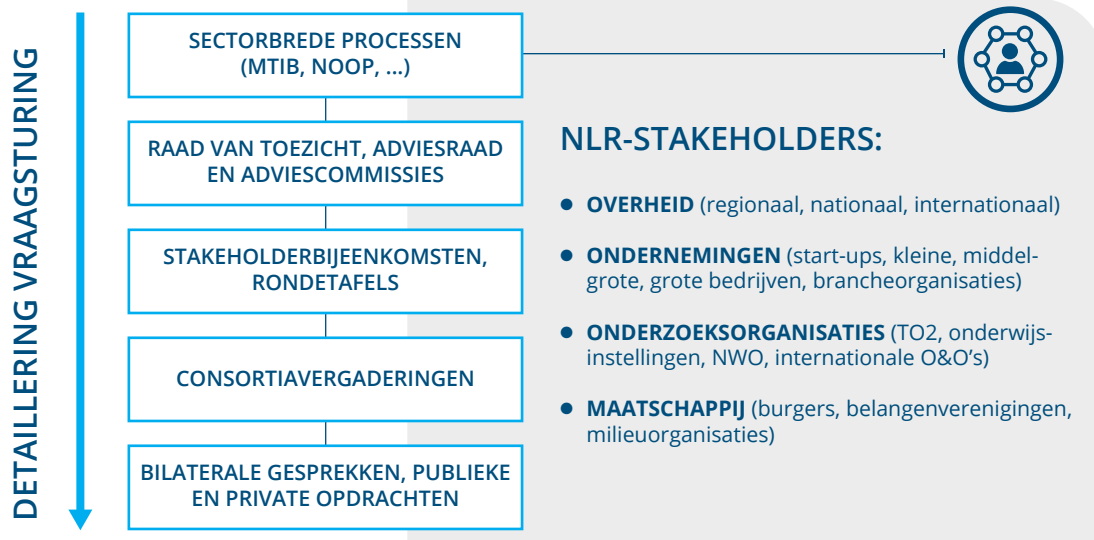 DETAILLERING VRAAGSTURING
SECTORBREDE PROCESSEN
(MTIB, NOOP, ...)
RAAD VAN TOEZICHT, ADVIESRAAD
EN ADVIESCOMMISSIES
STAKEHOLDERBIJEENKOMSTEN,
RONDETAFELS
CONSORTIAVERGADERINGEN
BILATERALE GESPREKKEN, PUBLIEKE
EN PRIVATE OPDRACHTEN
NLR-STAKEHOLDERS:
● OVERHEID (regionaal, nationaal, internationaal)
● ONDERNEMINGEN (start-ups, kleine, middel-
grote, grote bedrijven, brancheorganisaties)
● ONDERZOEKSORGANISATIES (TO2, onderwijs-
instellingen, NWO, internationale O&O’s)
● MAATSCHAPPIJ (burgers, belangenverenigingen,
milieuorganisaties)